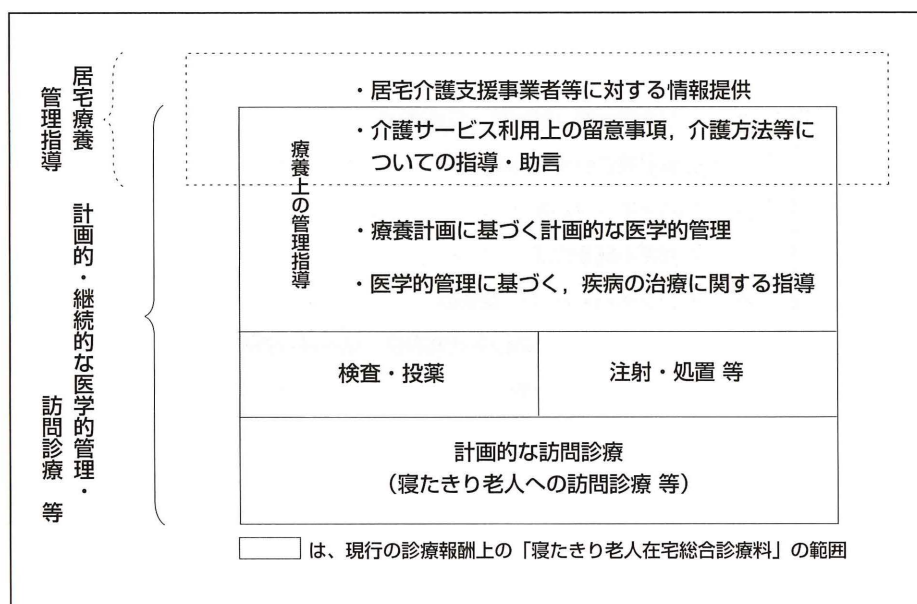 居宅療養
管理指導
計画的・継続的な医学的管理・
訪問診療 等
・居宅介護支援事業者等に対する情報提供
療養上の管理指導
・介護サービス利用上の留意事項，介護方法等に
ついての指導・助言
・療養計画に基づく計画的な医学的管理
・医学的管理に基づく，疾病の治療に関する指導
検査・投薬
注射・処置 等
計画的な訪問診療
（寝たきり老人への訪問診療 等）
は、現行の診療報酬上の「寝たきり老人在宅総合診療料」の範囲